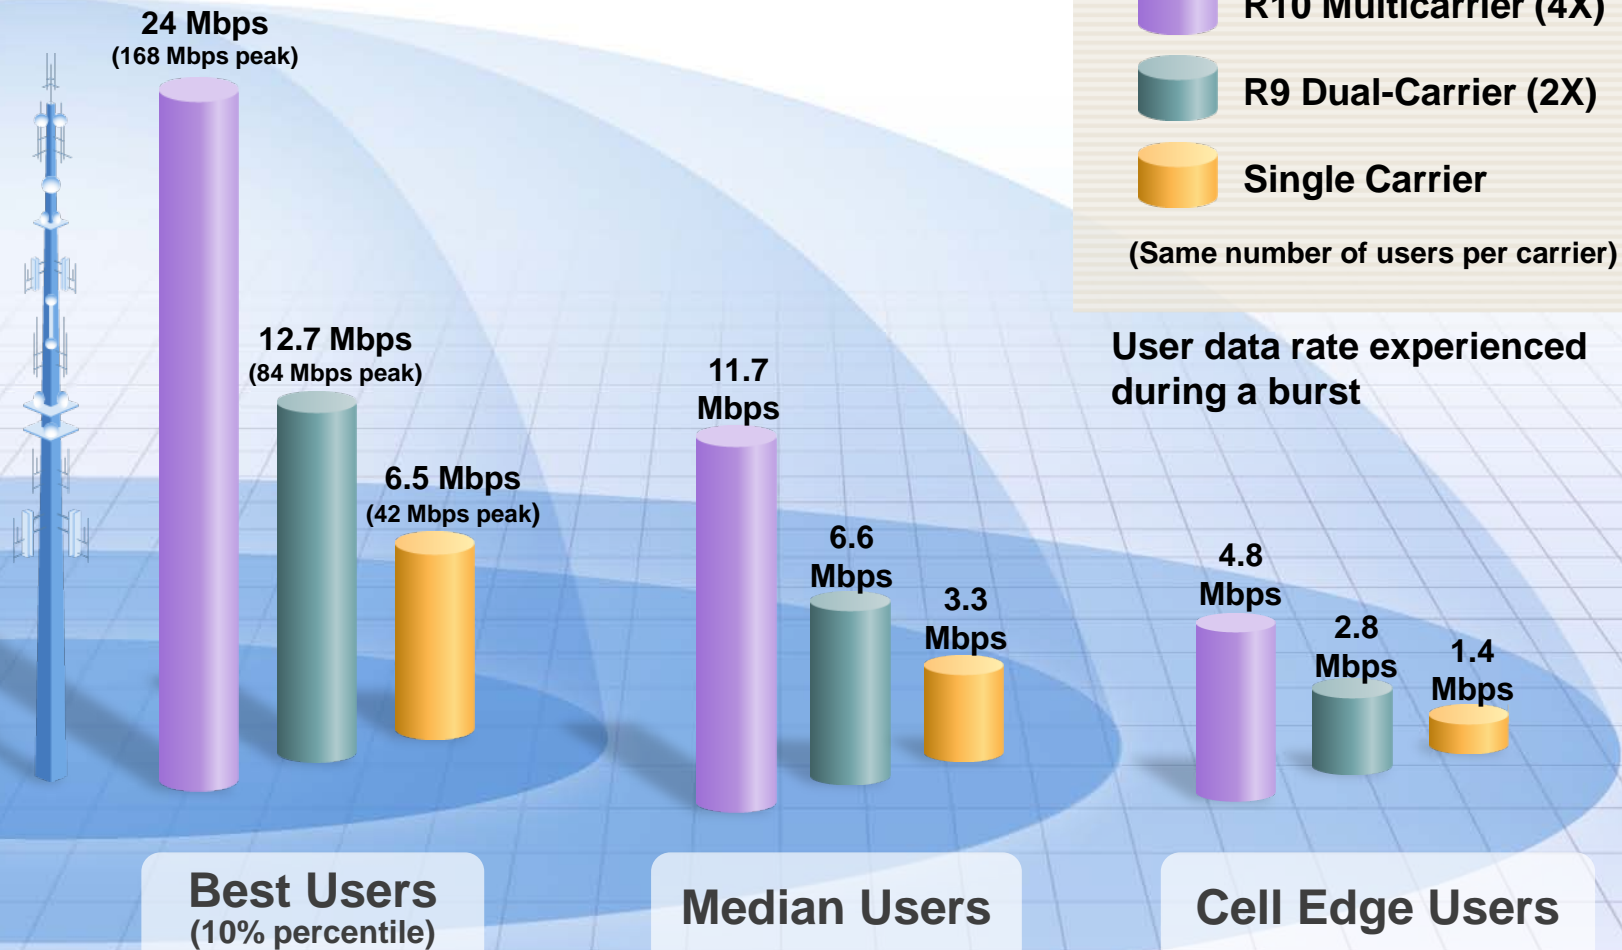 24 Mbps
(168 Mbps peak)
R10 Multicarrier (4X)
R9 Dual-Carrier (2X)
Single Carrier
(Same number of users per carrier)
User data rate experienced
during a burst
12.7 Mbps
(84 Mbps peak)
6.5 Mbps
(42 Mbps peak)
11.7
Mbps
6.6
Mbps
3.3
Mbps
4.8
Mbps
2.8
Mbps
1.4
Mbps
Best Users
(10% percentile)
Median Users
Cell Edge Users